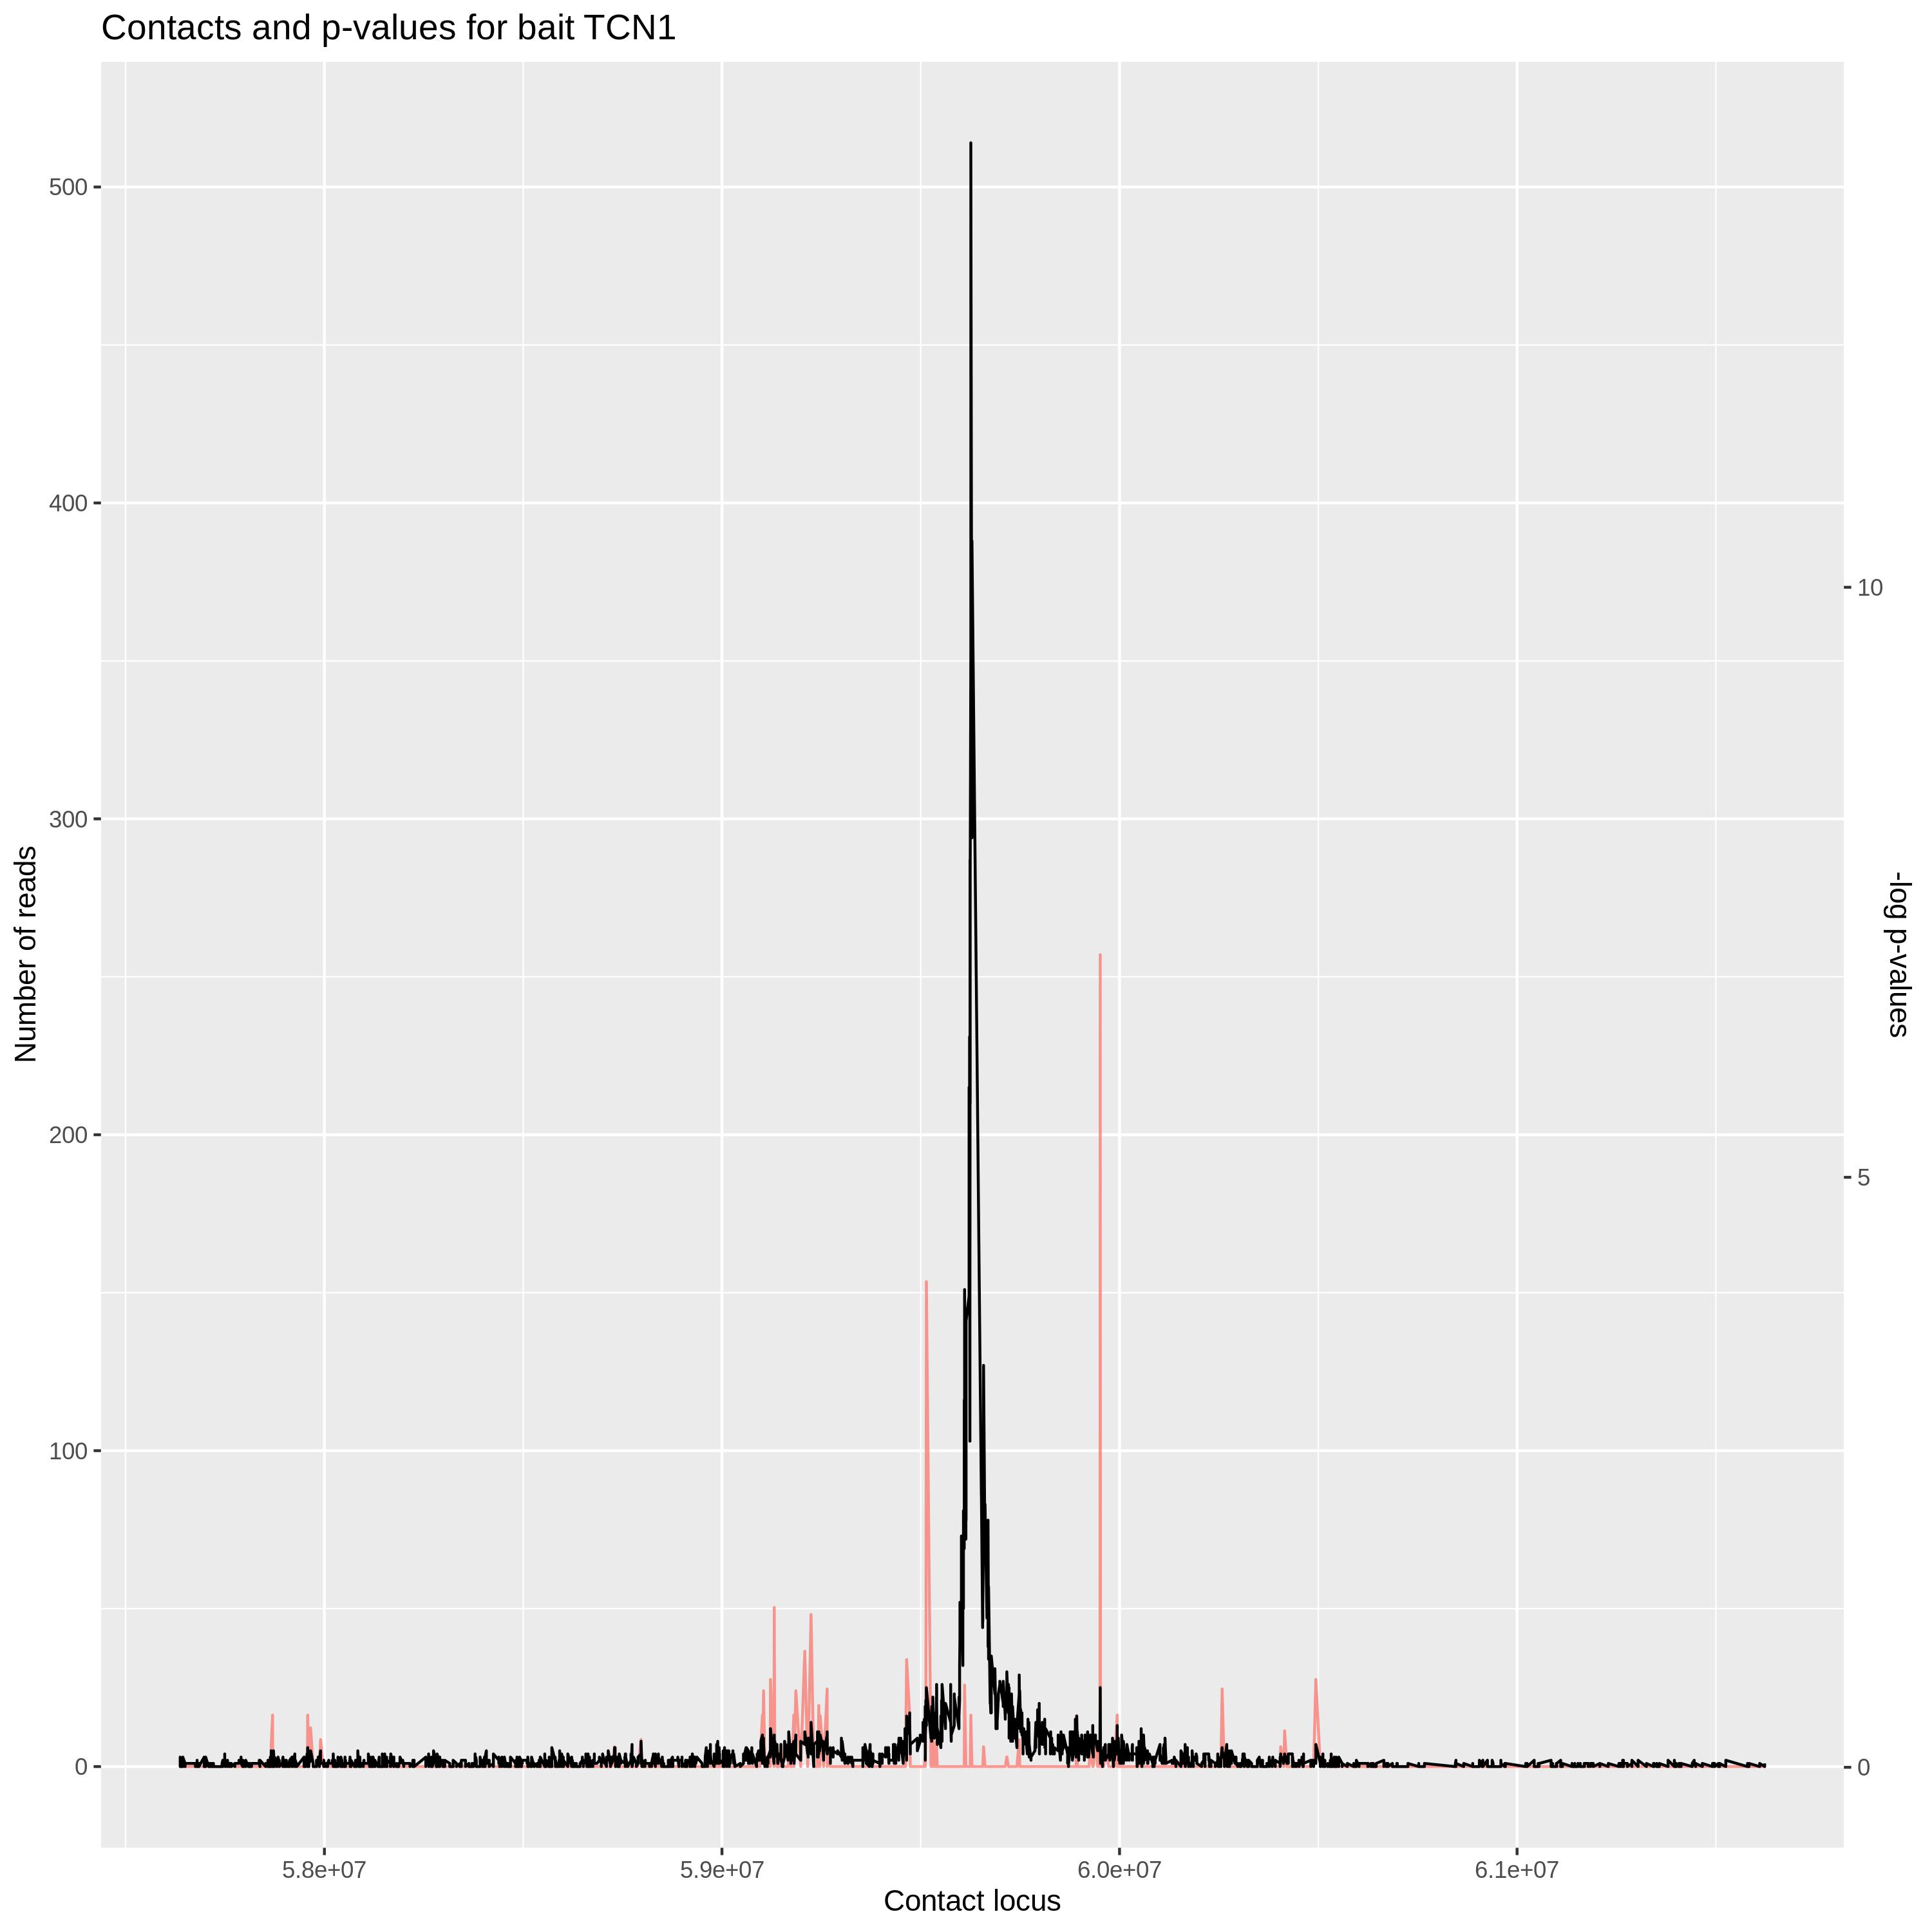 Contacts and p-values for bait TCN1
500
400
300
200
100
0
Number of reads
10
5
0
-log p-values
5.8e+07
5.9e+07
6.0e+07
6.1e+07
Contact locus